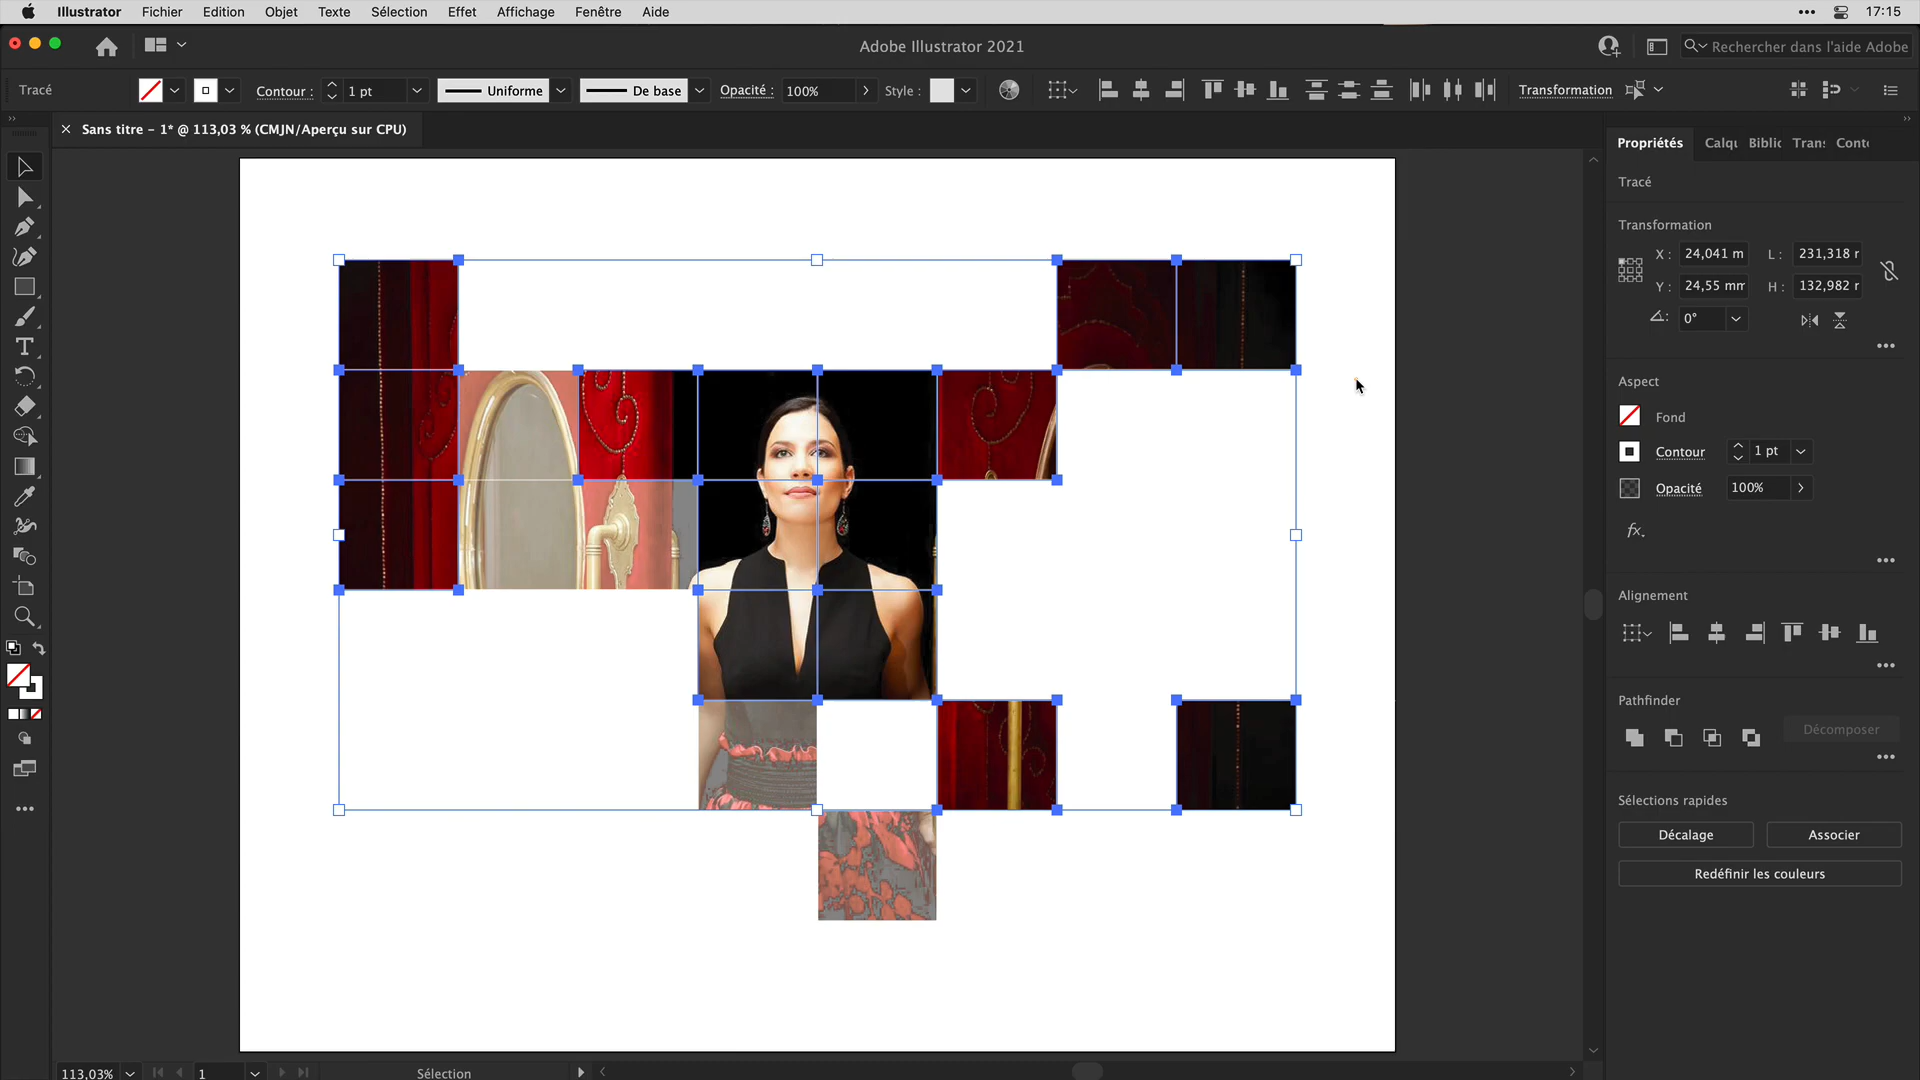 Illustrator Fichier Edition Objet Texte Sélection Effet Affichage Fenêtre Aide ••• 17:15
Adobe Illustrator 2021 Rechercher dans l'aide Adobe
Tracé Contour : 1 pt Uniforme De base Opacité : 100% Style : Transformation
Sans titre – 1* @ 113,03 % (CMJN/Aperçu sur CPU)
Propriétés Calqu Biblic Trans Conto
Tracé
Transformation
X : 24,041 m L : 231,318 r
Y : 24,55 mm H : 132,982 r
0°
Aspect
Fond
Contour 1 pt
Opacité 100%
fx.
Alignement
Pathfinder
Décomposer
Sélections rapides
Décalage Associer
Redéfinir les couleurs
113,03% 1 Sélection